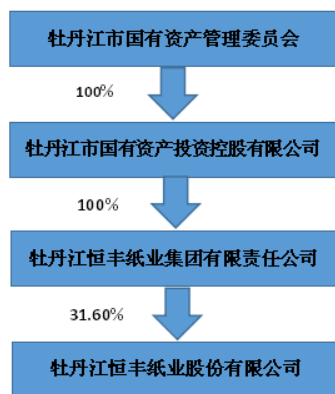 牡丹江市国有资产管理委员会
100%
牡丹江市国有资产投资控股有限公司
100%
牡丹江恒丰纸业集团有限责任公司
31.60%
牡丹江恒丰纸业股份有限公司